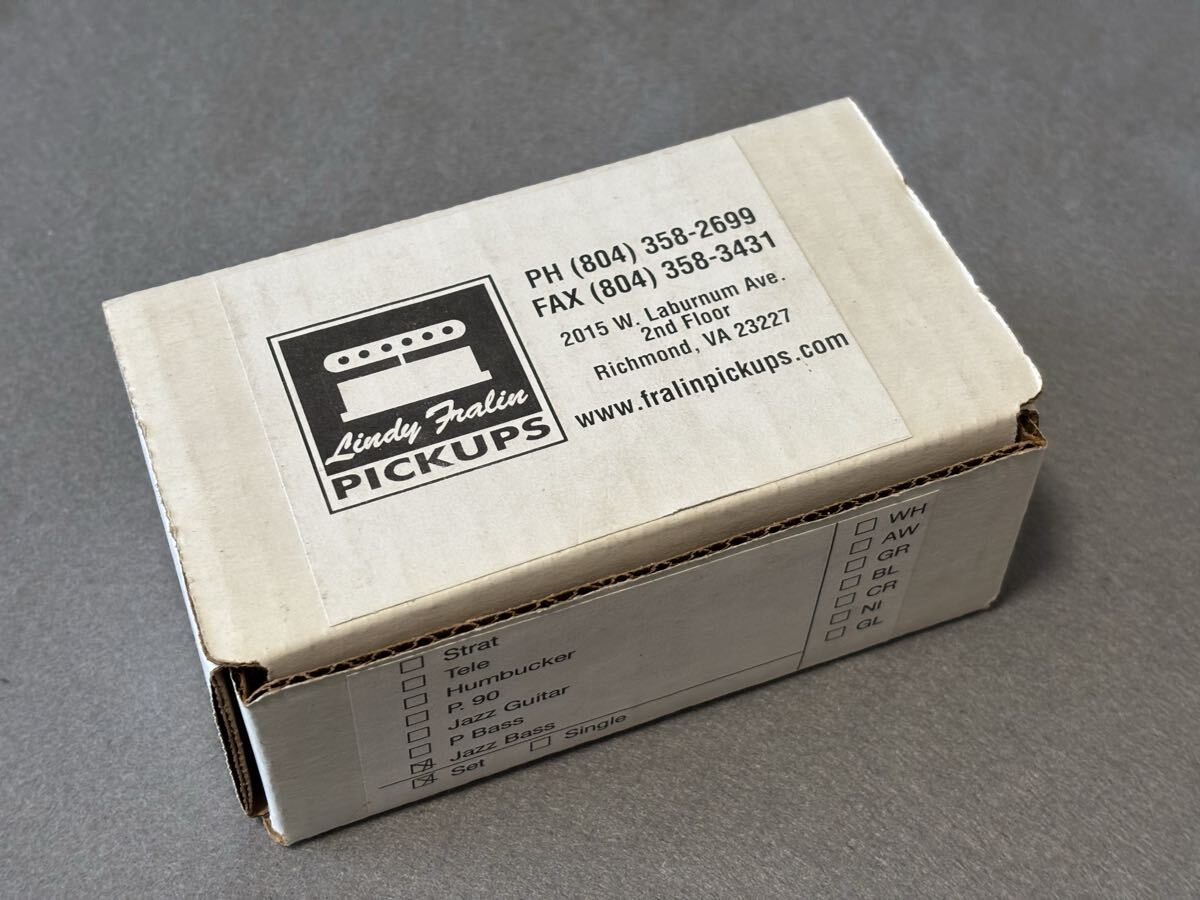 Lindy Fralin
PICKUPS
PH (804) 358-2699
FAX (804) 358-3431
2015 W. Laburnum Ave.
2nd Floor
Richmond, VA 23227
www.fralinpickups.com
Strat
Tele
Humbucker
P. 90
Jazz Guitar
P Bass
Jazz Bass
Set Single
WH
AW
GR
BL
CR
NI
GL